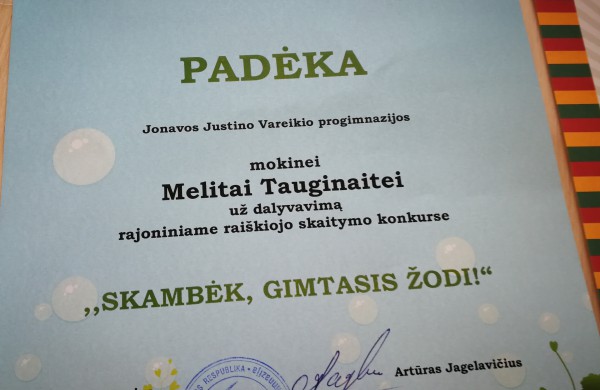 PADĖKA
Jonavos Justino Vareikio progimnazijos
mokinei
Melitai Tauginaitei
už dalyvavimą
rajoniniame raiškiojo skaitymo konkurse
,,SKAMBĖK, GIMTASIS ŽODI!“
Artūras Jagelavičius
RESPUBLIKA